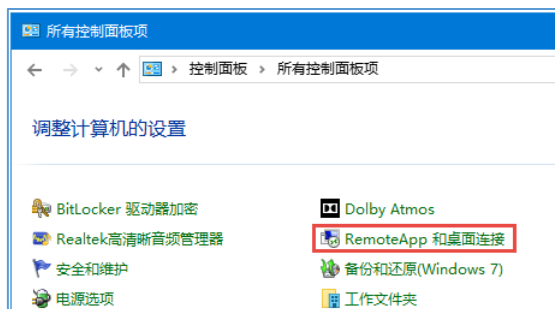 所有控制面板项
控制面板 > 所有控制面板项
调整计算机的设置
BitLocker 驱动器加密
Dolby Atmos
Realtek高清晰音频管理器
RemoteApp 和桌面连接
安全和维护
备份和还原(Windows 7)
电源选项
工作文件夹